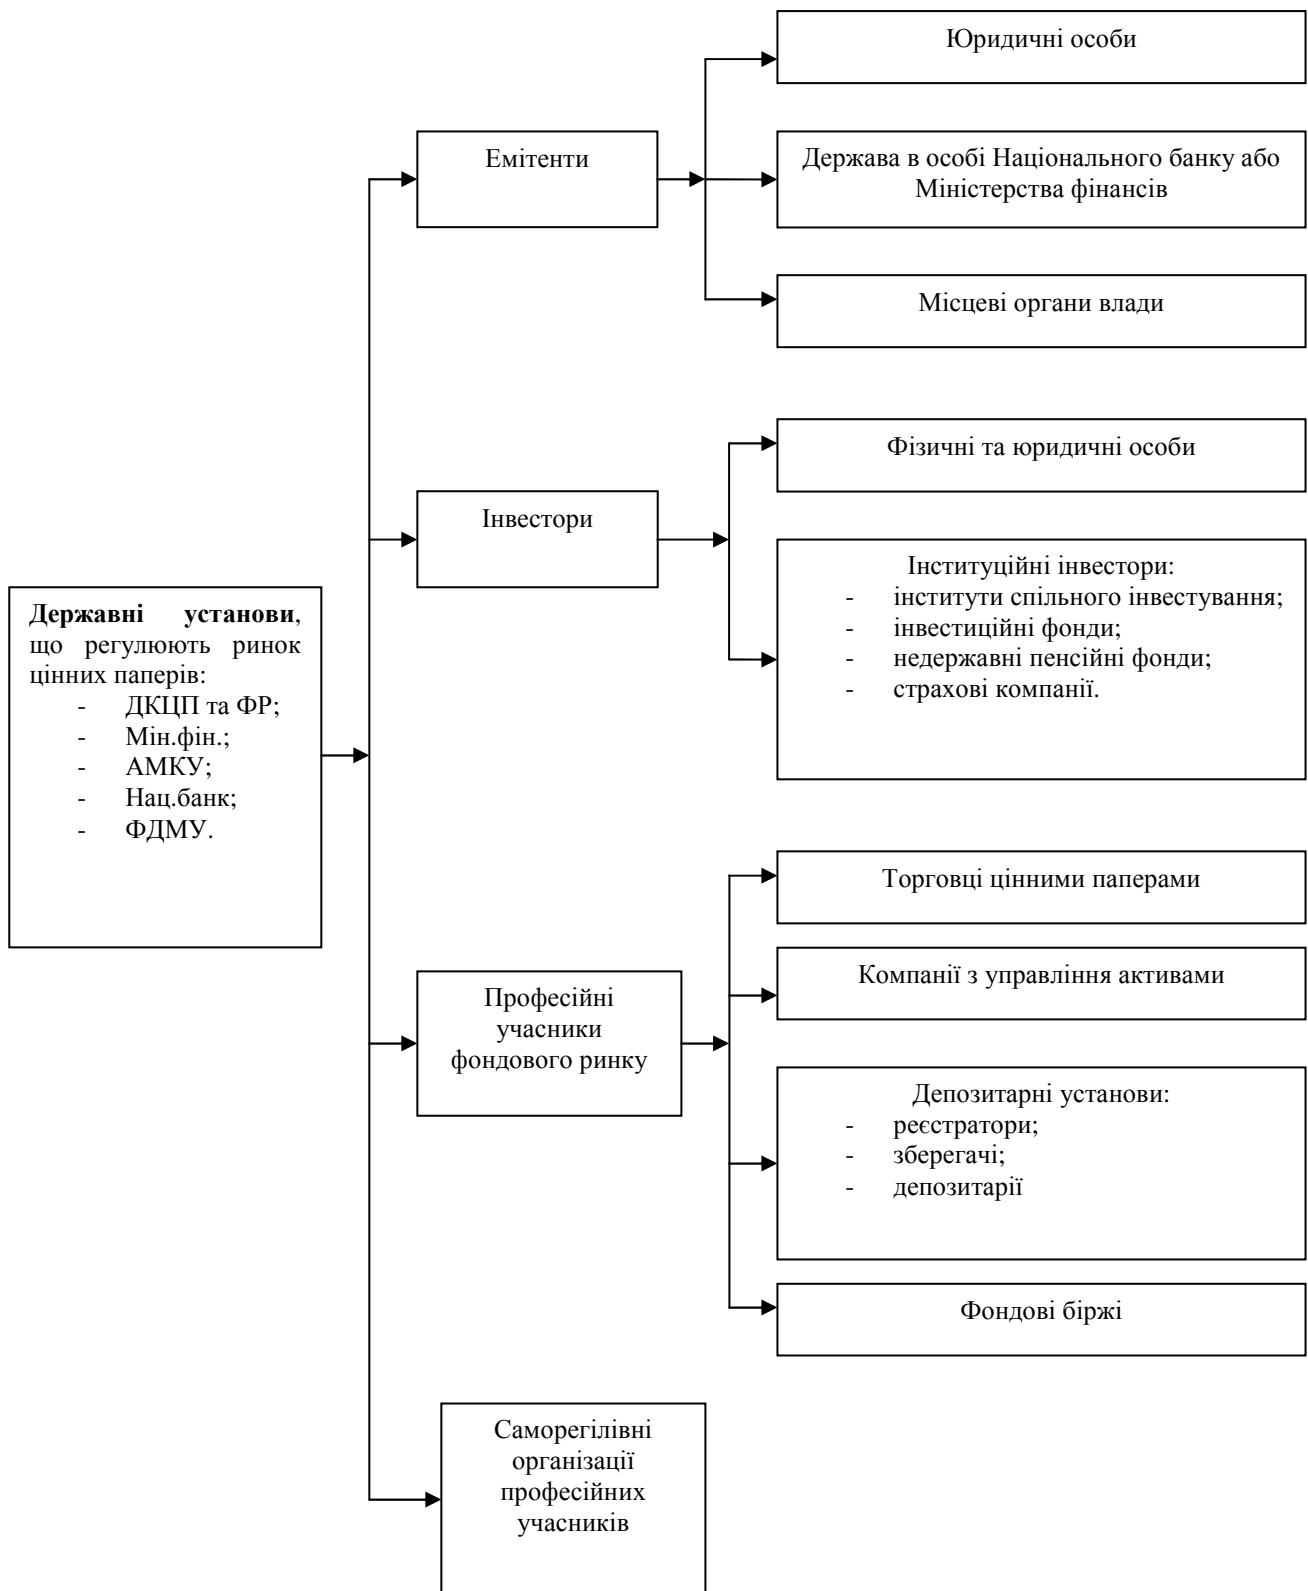 Юридичні особи
Емітенти
Держава в особі Національного банку або
Міністерства фінансів
Місцеві органи влади
Фізичні та юридичні особи
Інвестори
Інституційні інвестори:
- інститути спільного інвестування;
- інвестиційні фонди;
- недержавні пенсійні фонди;
- страхові компанії.
Державні установи,
що регулюють ринок
цінних паперів:
- ДКЦП та ФР;
- Мін.фін.;
- АМКУ;
- Нац.банк;
- ФДМУ.
Торговці цінними паперами
Компанії з управління активами
Професійні
учасники
фондового ринку
Депозитарні установи:
- реєстратори;
- зберегачі;
- депозитарії
Фондові біржі
Саморегілівні
організації
професійних
учасників